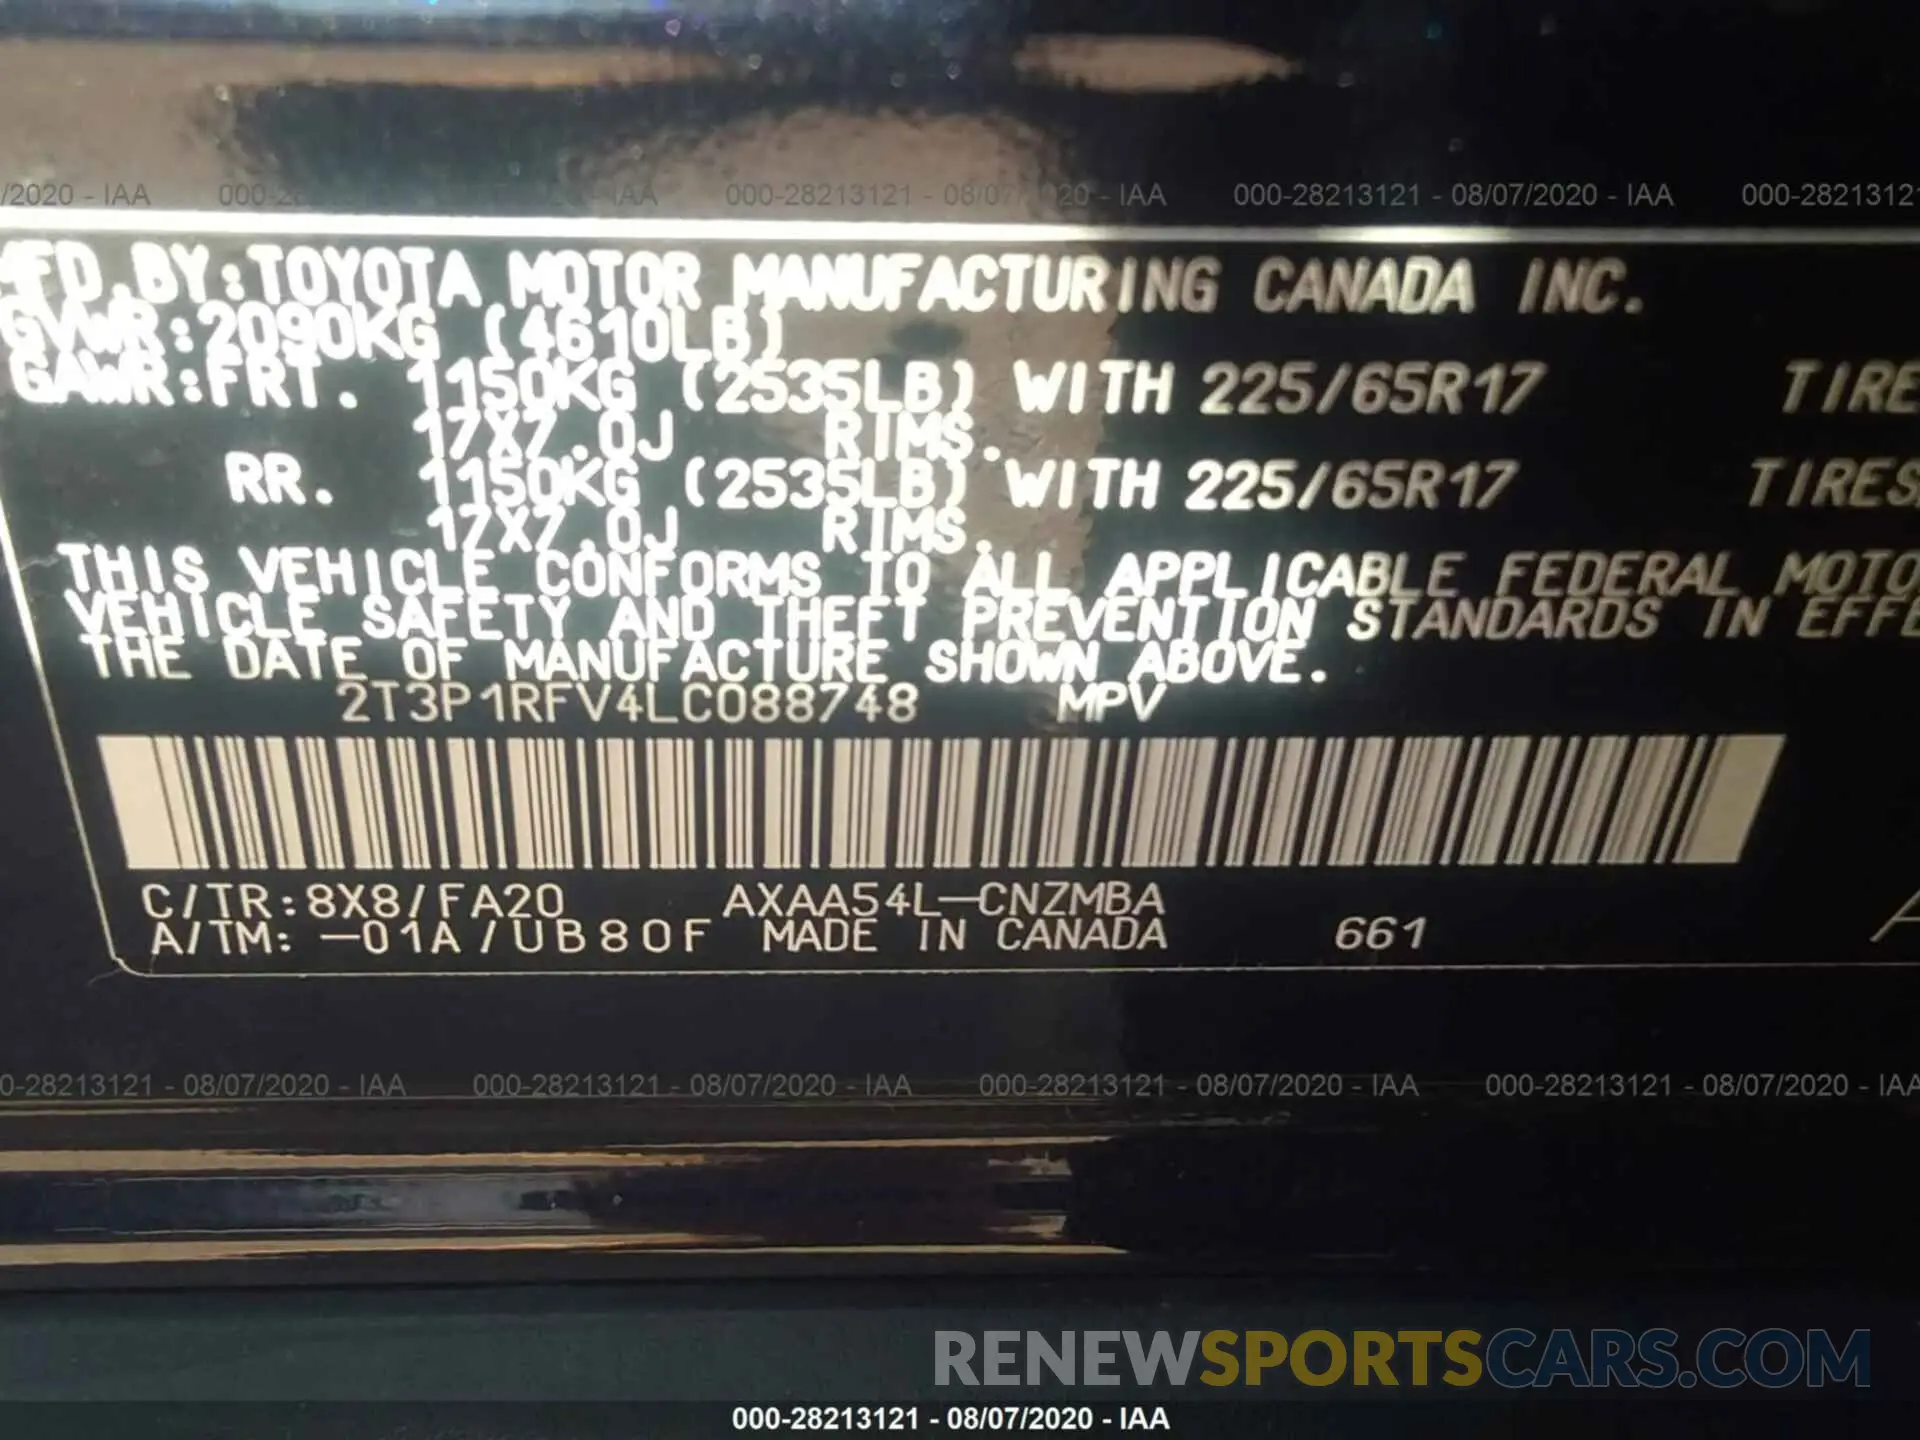 /2020 - IAA 000-28213121 - 08/07/2020 - IAA 000-28213121 - 08/07/2020 - IAA 000-2821312
MFD.BY:TOYOTA MOTOR MANUFACTURING CANADA INC.
GVWR:2090KG (4610LB)
GAWR:FRT. 1150KG (2535LB) WITH 225/65R17 TIRE
17X7.0J RIMS.
RR. 1150KG (2535LB) WITH 225/65R17 TIRES,
17X7.0J RIMS.
THIS VEHICLE CONFORMS TO ALL APPLICABLE FEDERAL MOTO
VEHICLE SAFETY AND THEFT PREVENTION STANDARDS IN EFFE
THE DATE OF MANUFACTURE SHOWN ABOVE.
2T3P1RFV4LC088748 MPV
C/TR:8X8/FA20 AXAA54L-CNZMBA
A/TM: -01A/UB80F MADE IN CANADA 661 A
0-28213121 - 08/07/2020 - IAA 000-28213121 - 08/07/2020 - IAA 000-28213121 - 08/07/2020 - IAA 000-28213121 - 08/07/2020 - IAA
RENEWSPORTSCARS.COM
000-28213121 - 08/07/2020 - IAA